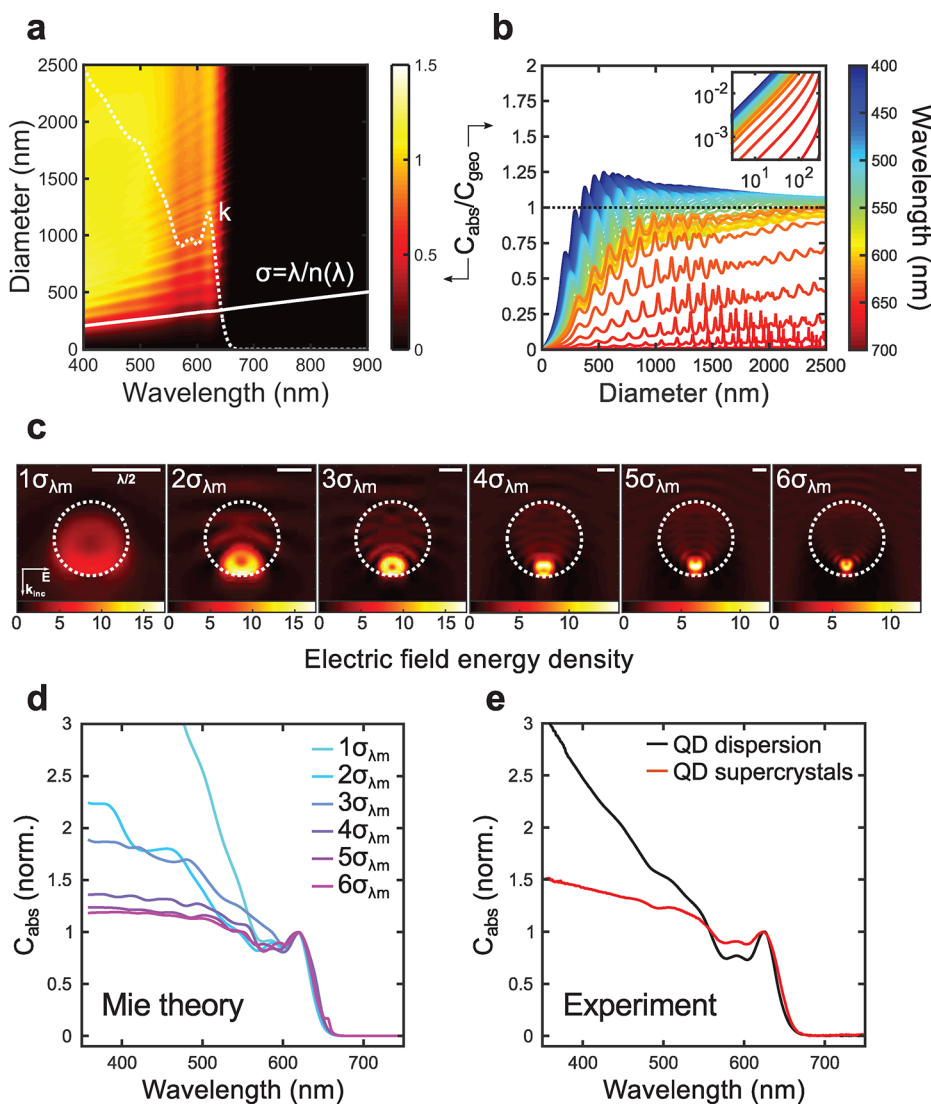 a
2500
2000
1500
1000
500
0
Diameter (nm)
400 500 600 700 800 900
Wavelength (nm)
k
σ=λ/n(λ)
1.5
1
0.5
0
C_abs/C_geo
b
2
1.75
1.5
1.25
1
0.75
0.5
0.25
0
0 500 1000 1500 2000 2500
Diameter (nm)
10^-2
10^-3
10^1 10^2
400
450
500
550
600
650
700
Wavelength (nm)
c
1σ_λm
λ/2
E
k_inc
2σ_λm
3σ_λm
4σ_λm
5σ_λm
6σ_λm
0 5 10 15
0 5 10 15
0 5 10 15
0 5 10 15
0 5 10
0 5 10
Electric field energy density
d
3
2.5
2
1.5
1
0.5
0
C_abs (norm.)
1σ_λm
2σ_λm
3σ_λm
4σ_λm
5σ_λm
6σ_λm
Mie theory
400 500 600 700
Wavelength (nm)
e
3
2.5
2
1.5
1
0.5
0
C_abs (norm.)
QD dispersion
QD supercrystals
Experiment
400 500 600 700
Wavelength (nm)